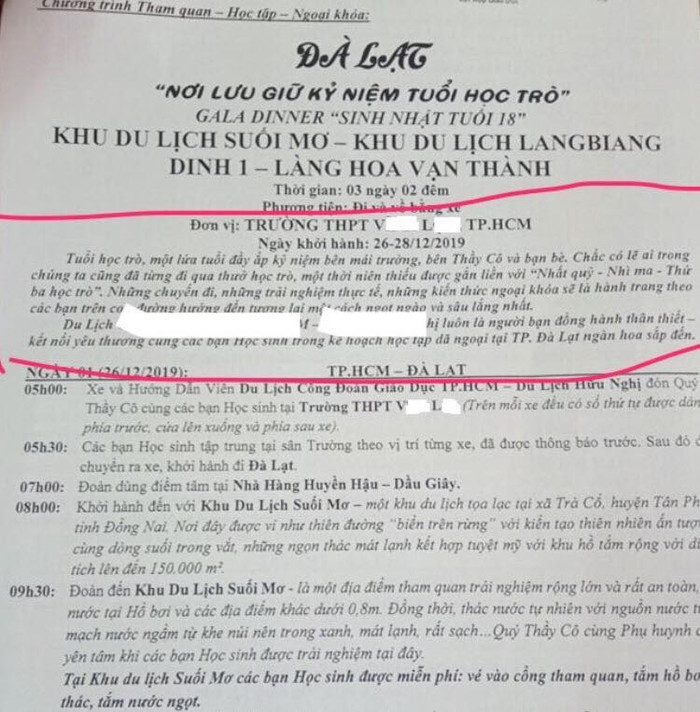 Chương trình Tham quan – Học tập – Ngoại khóa:
ĐÀ LẠT
“NƠI LƯU GIỮ KỶ NIỆM TUỔI HỌC TRÒ”
GALA DINNER “SINH NHẬT TUỔI 18”
KHU DU LỊCH SUỐI MƠ – KHU DU LỊCH LANGBIANG
DINH 1 – LÀNG HOA VẠN THÀNH
Thời gian: 03 ngày 02 đêm
Phương tiện: Đi và về bằng xe
Đơn vị: TRƯỜNG THPT V L TP.HCM
Ngày khởi hành: 26-28/12/2019
Tuổi học trò, một lứa tuổi đầy ắp kỷ niệm bên mái trường, bên Thầy Cô và bạn bè. Chắc có lẽ ai trong
chúng ta cũng đã từng đi qua thuở học trò, một thời niên thiếu được gắn liền với “Nhất quỷ - Nhì ma - Thứ
ba học trò”. Những chuyến đi, những trải nghiệm thực tế, những kiến thức ngoại khóa sẽ là hành trang theo
các bạn trên con đường hướng đến tương lai một cách ngọt ngào và sâu lắng nhất.
Du Lịch M – hị luôn là người bạn đồng hành thân thiết –
kết nối yêu thương cùng các bạn Học sinh trong kế hoạch học tập dã ngoại tại TP. Đà Lạt ngàn hoa sắp đến.
NGÀY 01 (26/12/2019): TP.HCM – ĐÀ LẠT
05h00: Xe và Hướng Dẫn Viên Du Lịch Công Đoàn Giáo Dục TP.HCM – Du Lịch Hữu Nghị đón Quý
Thầy Cô cùng các bạn Học sinh tại Trường THPT V L (Trên mỗi xe đều có số thứ tự được dán
phía trước, cửa lên xuống và phía sau xe).
05h30: Các bạn Học sinh tập trung tại sân Trường theo vị trí từng xe, đã được thông báo trước. Sau đó
chuyển ra xe, khởi hành đi Đà Lạt.
07h00: Đoàn dùng điểm tâm tại Nhà Hàng Huyền Hậu – Dầu Giây.
08h00: Khởi hành đến với Khu Du Lịch Suối Mơ – một khu du lịch tọa lạc tại xã Trà Cổ, huyện Tân Ph
tỉnh Đồng Nai. Nơi đây được ví như thiên đường “biển trên rừng” với kiến tạo thiên nhiên ấn tượ
cùng dòng suối trong vắt, những ngọn thác mát lạnh kết hợp tuyệt mỹ với khu hồ tắm rộng với di
tích lên đến 150.000 m².
09h30: Đoàn đến Khu Du Lịch Suối Mơ - là một địa điểm tham quan trải nghiệm rộng lớn và rất an toàn,
nước tại Hồ bơi và các địa điểm khác dưới 0,8m. Đồng thời, thác nước tự nhiên với nguồn nước t
mạch nước ngầm từ khe núi nên trong xanh, mát lạnh, rất sạch…Quý Thầy Cô cùng Phụ huynh c
yên tâm khi các bạn Học sinh được trải nghiệm tại đây.
Tại Khu du lịch Suối Mơ các bạn Học sinh được miễn phí: vé vào cổng tham quan, tắm hồ bơ
thác, tắm nước ngọt.